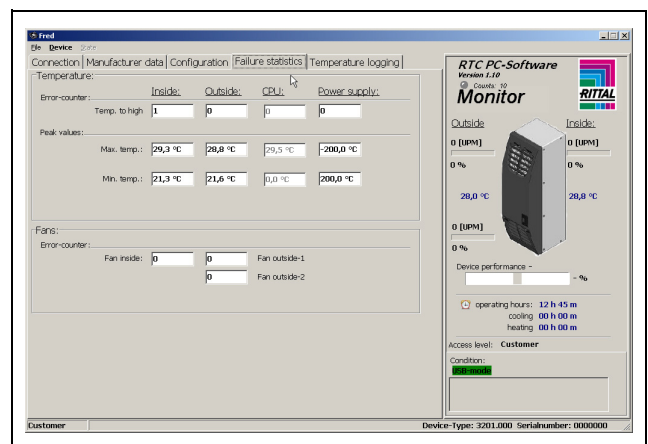 Fred
File Device State
Connection Manufacturer data Configuration Failure statistics Temperature logging
Temperature:
Inside: Outside: CPU: Power supply:
Error-counter:
Temp. to high 1 0 0 0
Peak values:
Max. temp.: 29,3 °C 28,8 °C 29,5 °C -200,0 °C
Min. temp.: 21,3 °C 21,6 °C 0,0 °C 200,0 °C
Fans:
Error-counter:
Fan inside: 0 0 Fan outside-1
0 Fan outside-2
RTC PC-Software
Version 1.10
Counts: 10
Monitor
RITTAL
Outside Inside:
0 [UPM] 0 [UPM]
0 % 0 %
28,0 °C 28,8 °C
0 [UPM]
0 %
Device performance -
- %
operating hours: 12 h 45 m
cooling 00 h 00 m
heating 00 h 00 m
Access level: Customer
Condition:
USB-mode
Customer Device-Type: 3201.000 Serialnumber: 0000000